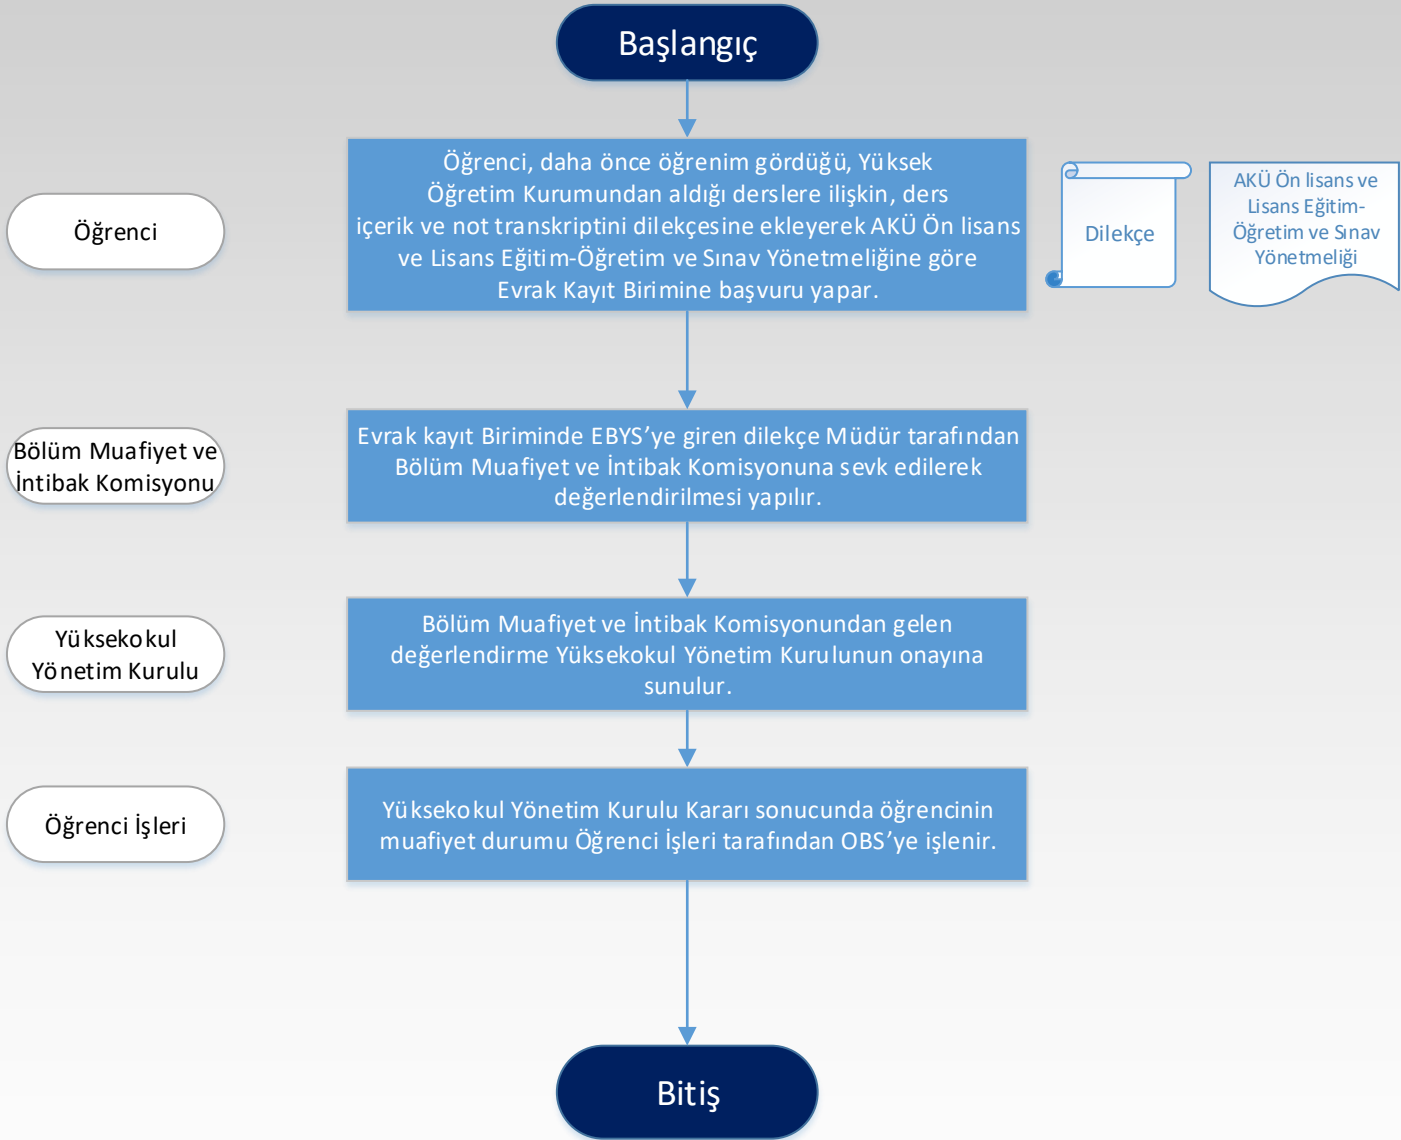 Başlangıç
Öğrenci
Öğrenci, daha önce öğrenim gördüğü, Yüksek
Öğretim Kurumundan aldığı derslere ilişkin, ders
içerik ve not transkriptini dilekçesine ekleyerek AKÜ Ön lisans
ve Lisans Eğitim-Öğretim ve Sınav Yönetmeliğine göre
Evrak Kayıt Birimine başvuru yapar.
Dilekçe
AKÜ Ön lisans ve
Lisans Eğitim-
Öğretim ve Sınav
Yönetmeliği
Bölüm Muafiyet ve
İntibak Komisyonu
Evrak kayıt Biriminde EBYS’ye giren dilekçe Müdür tarafından
Bölüm Muafiyet ve İntibak Komisyonuna sevk edilerek
değerlendirilmesi yapılır.
Yüksekokul
Yönetim Kurulu
Bölüm Muafiyet ve İntibak Komisyonundan gelen
değerlendirme Yüksekokul Yönetim Kurulunun onayına
sunulur.
Öğrenci İşleri
Yüksekokul Yönetim Kurulu Kararı sonucunda öğrencinin
muafiyet durumu Öğrenci İşleri tarafından OBS’ye işlenir.
Bitiş